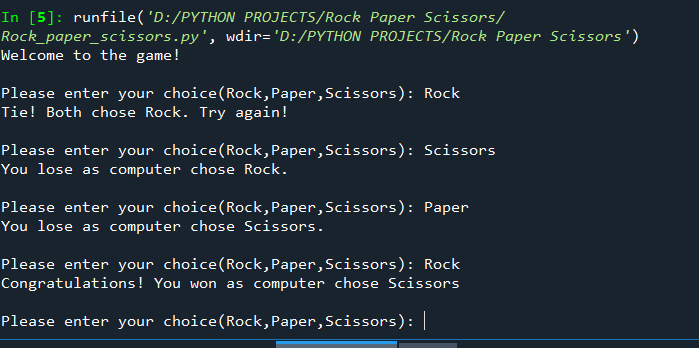 In [5]: runfile('D:/PYTHON PROJECTS/Rock Paper Scissors/
Rock_paper_scissors.py', wdir='D:/PYTHON PROJECTS/Rock Paper Scissors')
Welcome to the game!
Please enter your choice(Rock,Paper,Scissors): Rock
Tie! Both chose Rock. Try again!
Please enter your choice(Rock,Paper,Scissors): Scissors
You lose as computer chose Rock.
Please enter your choice(Rock,Paper,Scissors): Paper
You lose as computer chose Scissors.
Please enter your choice(Rock,Paper,Scissors): Rock
Congratulations! You won as computer chose Scissors
Please enter your choice(Rock,Paper,Scissors):